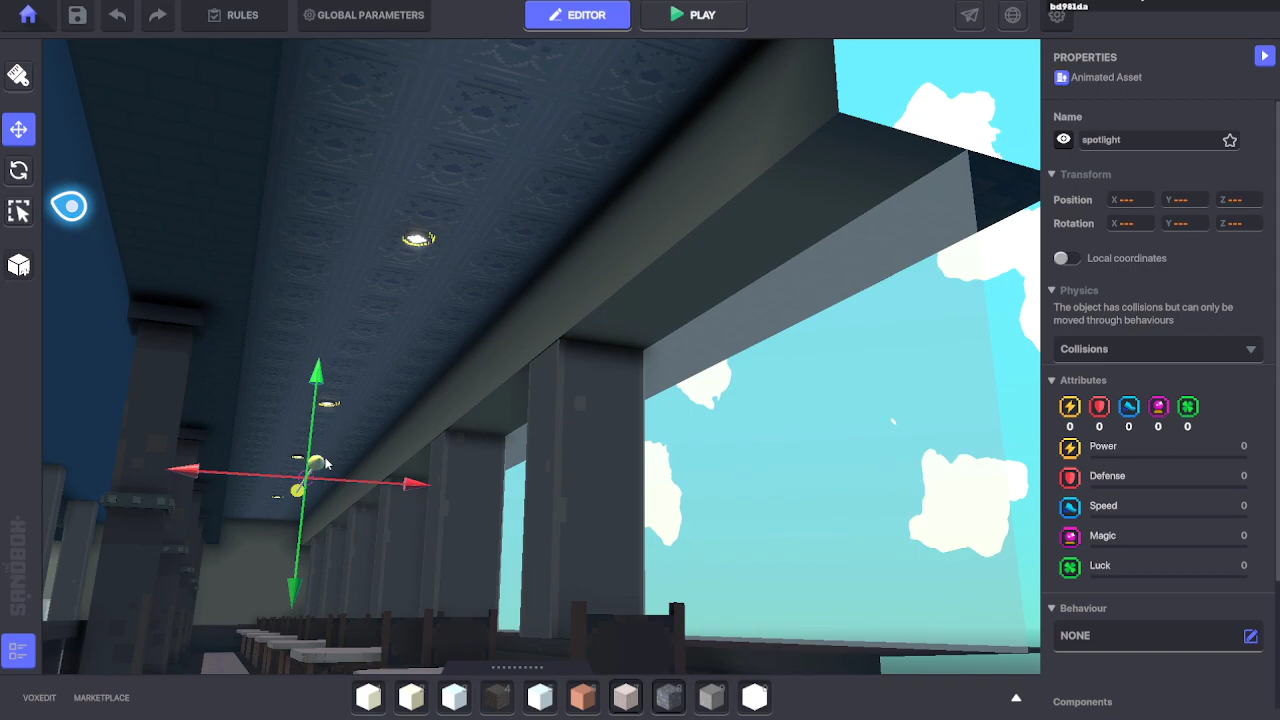 bd981da
RULES
GLOBAL PARAMETERS
EDITOR
PLAY
PROPERTIES
Animated Asset
Name
spotlight
Transform
Position X --- Y --- Z ---
Rotation X --- Y --- Z ---
Local coordinates
Physics
The object has collisions but can only be
moved through behaviours
Collisions
Attributes
0 0 0 0 0
Power 0
Defense 0
Speed 0
Magic 0
Luck 0
Behaviour
NONE
Components
THE SANDBOX
VOXEDIT
MARKETPLACE